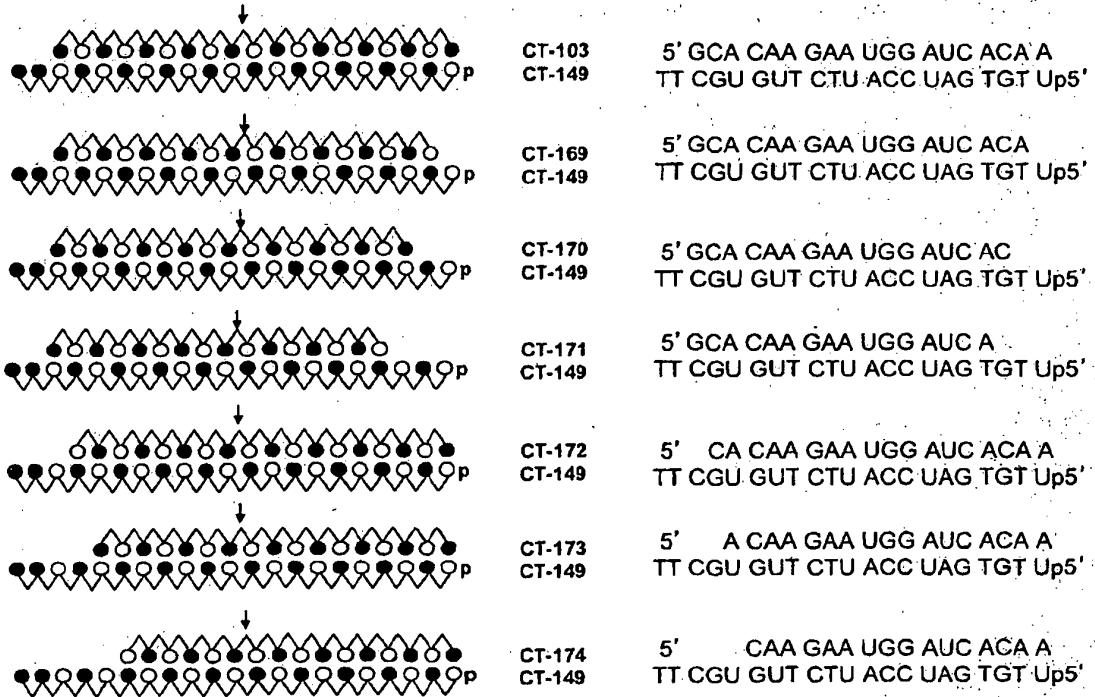 CT-103 5' GCA CAA GAA UGG AUC ACA A
p CT-149 TT CGU GUT CTU ACC UAG TGT Up5'
CT-169 5' GCA CAA GAA UGG AUC ACA
p CT-149 TT CGU GUT CTU ACC UAG TGT Up5'
CT-170 5' GCA CAA GAA UGG AUC AC
p CT-149 TT CGU GUT CTU ACC UAG TGT Up5'
CT-171 5' GCA CAA GAA UGG AUC A
p CT-149 TT CGU GUT CTU ACC UAG TGT Up5'
CT-172 5' CA CAA GAA UGG AUC ACA A
p CT-149 TT CGU GUT CTU ACC UAG TGT Up5'
CT-173 5' A CAA GAA UGG AUC ACA A
p CT-149 TT CGU GUT CTU ACC UAG TGT Up5'
CT-174 5' CAA GAA UGG AUC ACA A
p CT-149 TT CGU GUT CTU ACC UAG TGT Up5'